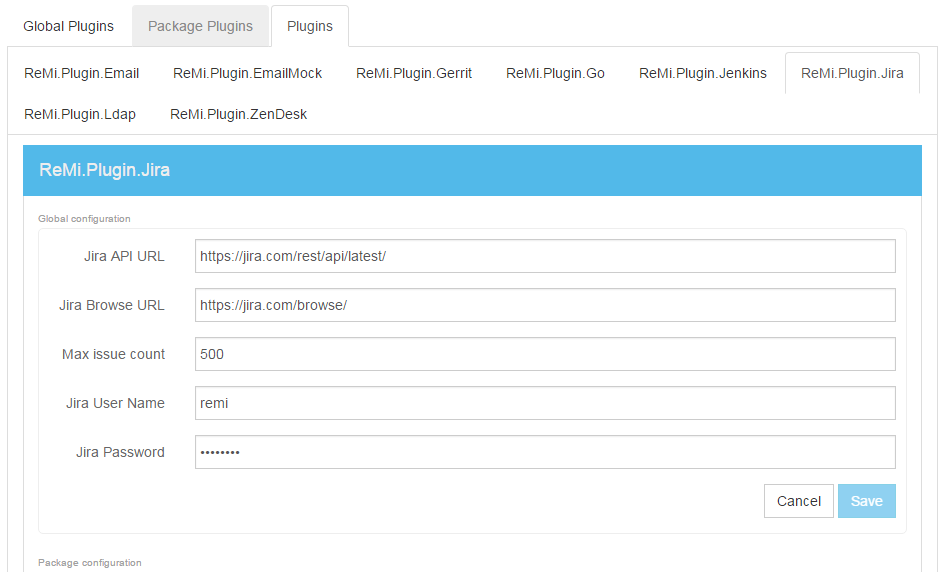 Global Plugins Package Plugins Plugins
ReMi.Plugin.Email ReMi.Plugin.EmailMock ReMi.Plugin.Gerrit ReMi.Plugin.Go ReMi.Plugin.Jenkins ReMi.Plugin.Jira
ReMi.Plugin.Ldap ReMi.Plugin.ZenDesk
ReMi.Plugin.Jira
Global configuration
Jira API URL https://jira.com/rest/api/latest/
Jira Browse URL https://jira.com/browse/
Max issue count 500
Jira User Name remi
Jira Password ••••••••
Cancel Save
Package configuration